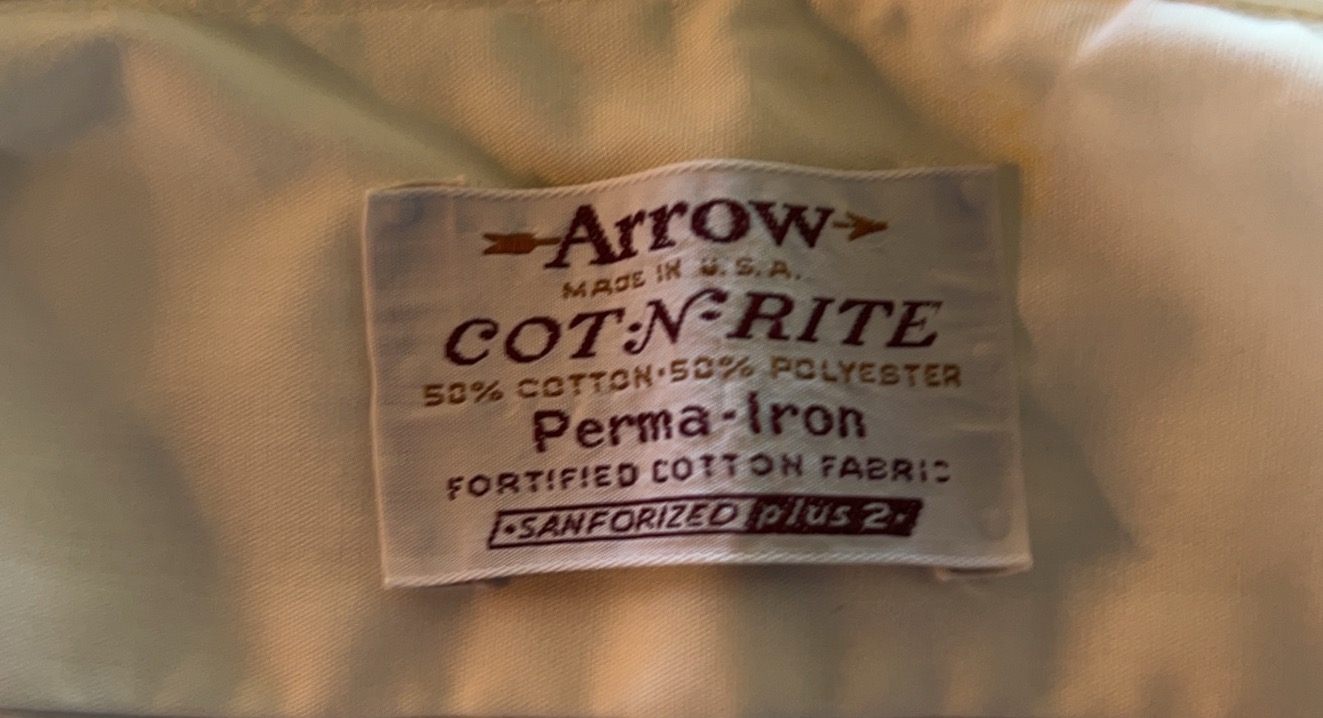 Arrow
MADE IN U.S.A.
COT-N-RITE
50% COTTON·50% POLYESTER
Perma-Iron
FORTIFIED COTTON FABRIC
·SANFORIZED plus 2·